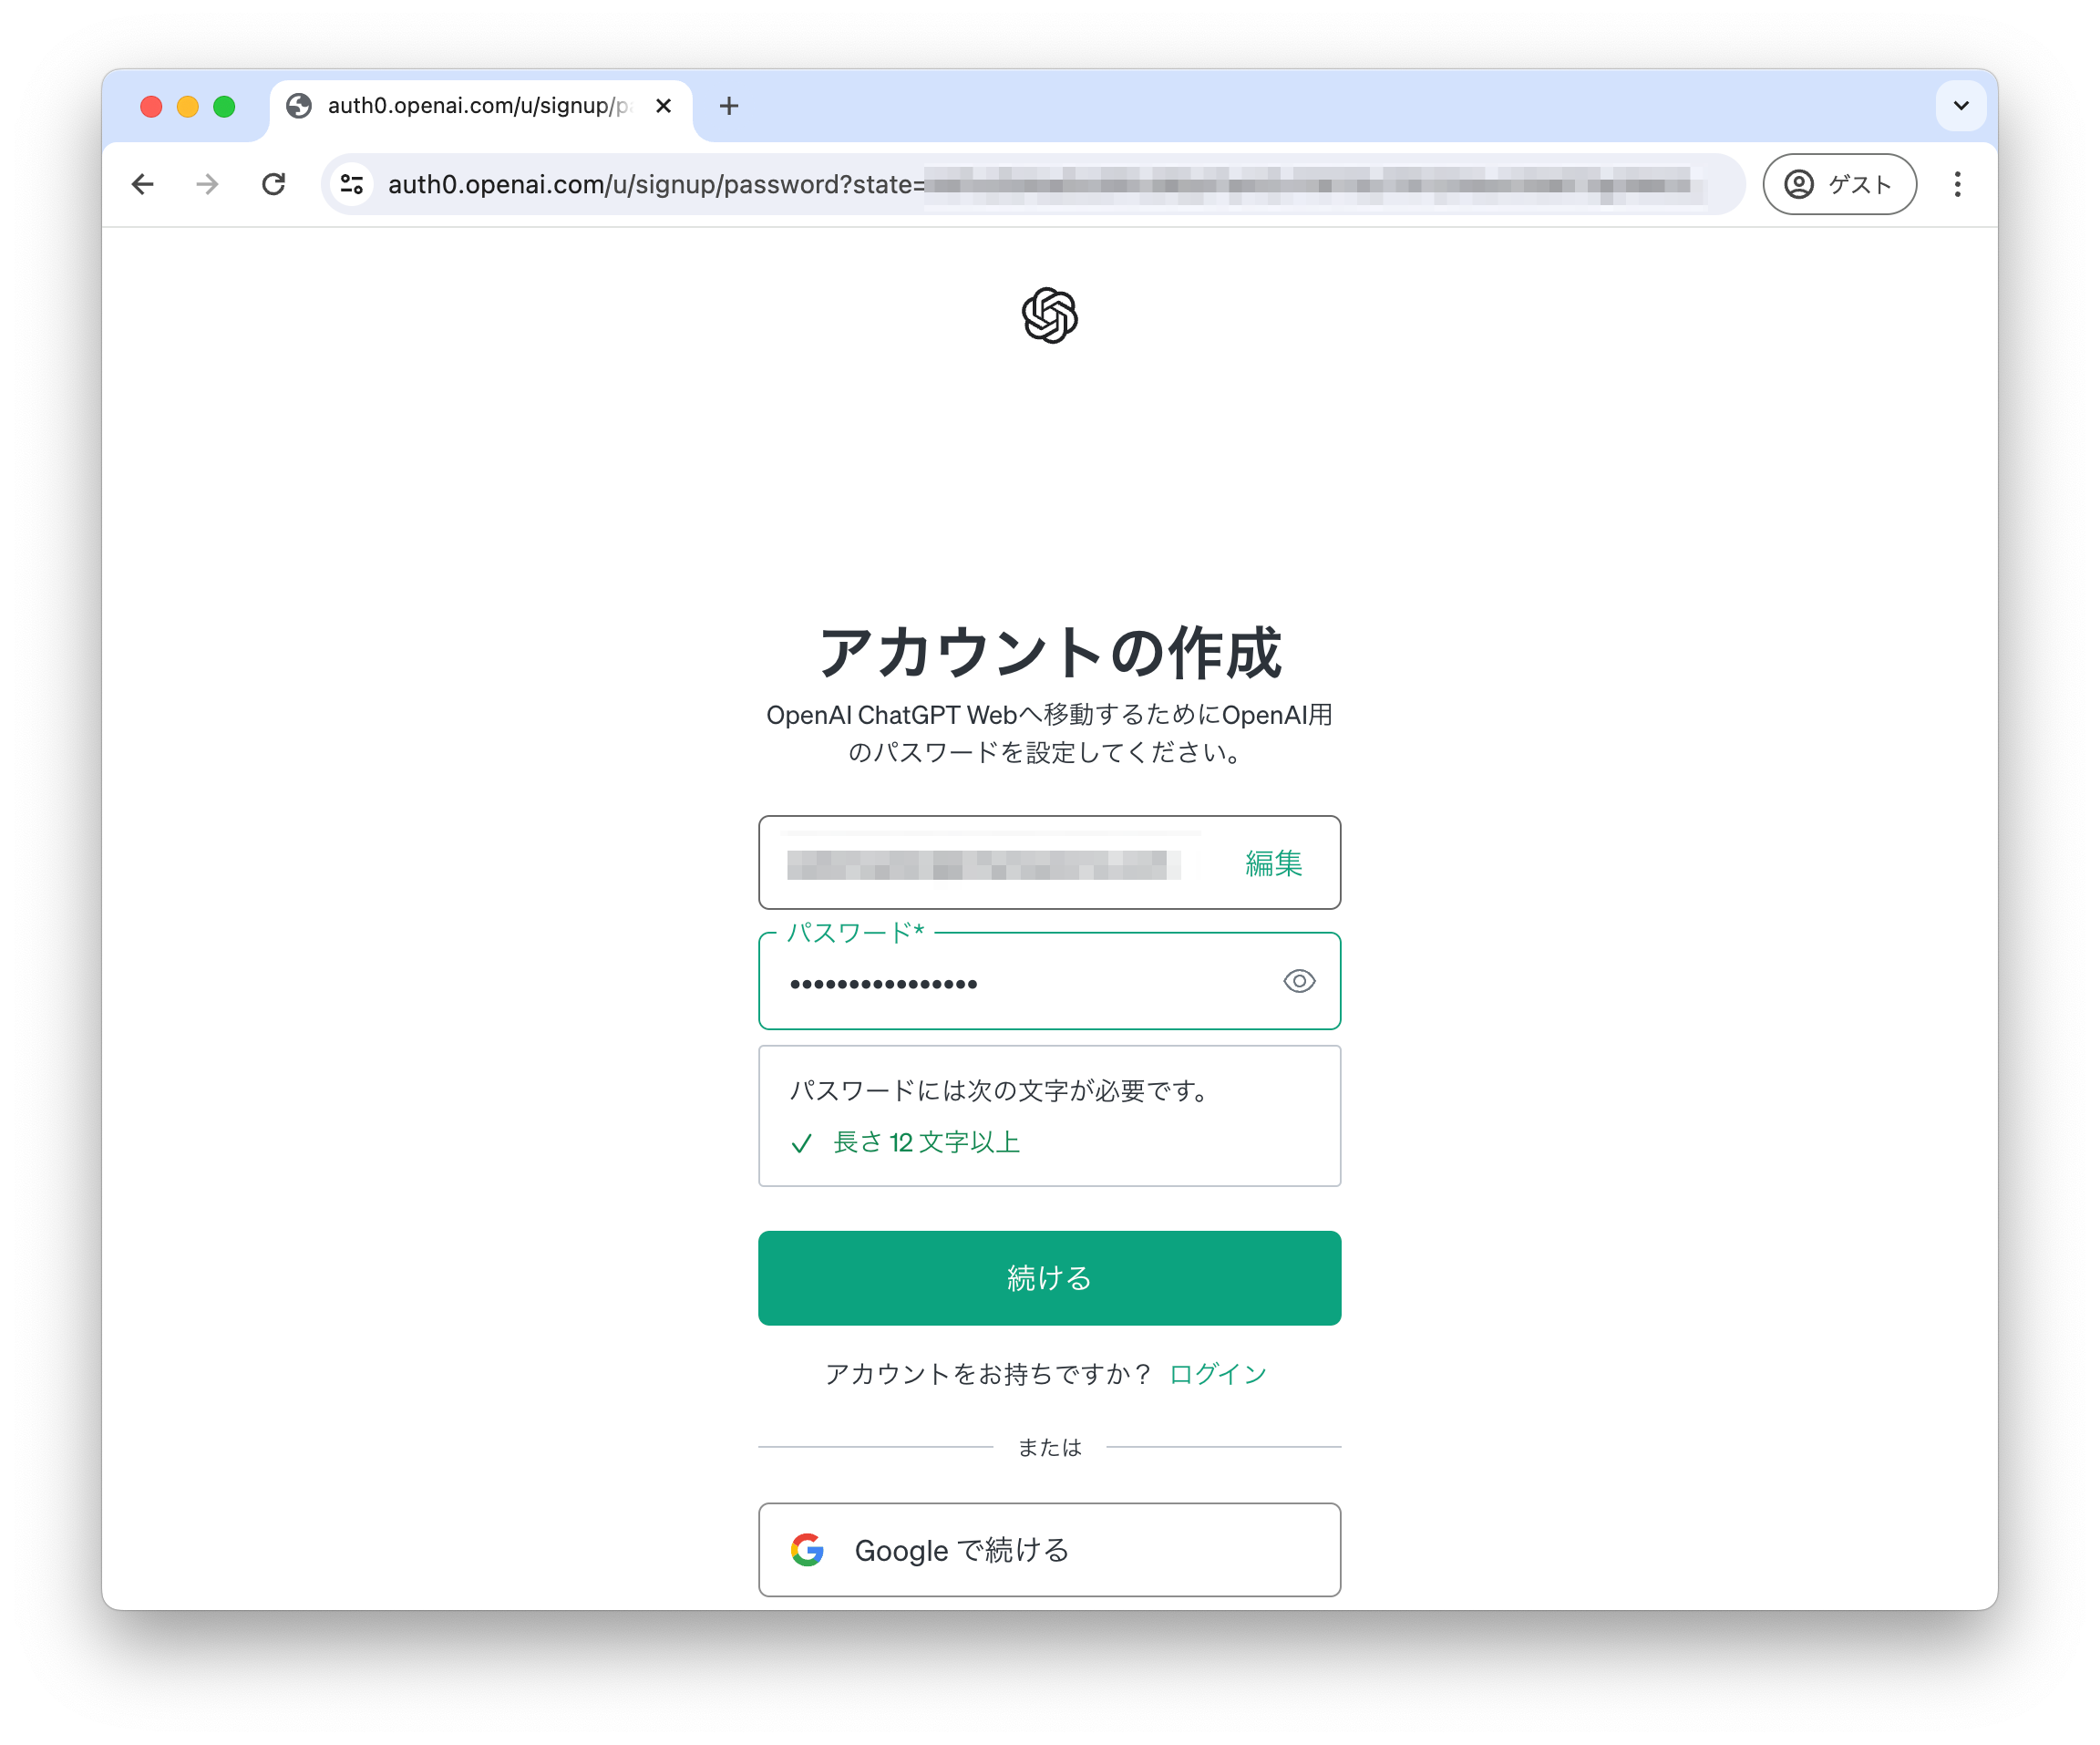 auth0.openai.com/u/signup/p
auth0.openai.com/u/signup/password?state=
ゲスト
アカウントの作成
OpenAI ChatGPT Webへ移動するためにOpenAI用
のパスワードを設定してください。
編集
パスワード*
••••••••••••••••
パスワードには次の文字が必要です。
長さ 12 文字以上
続ける
アカウントをお持ちですか？ ログイン
または
Google で続ける